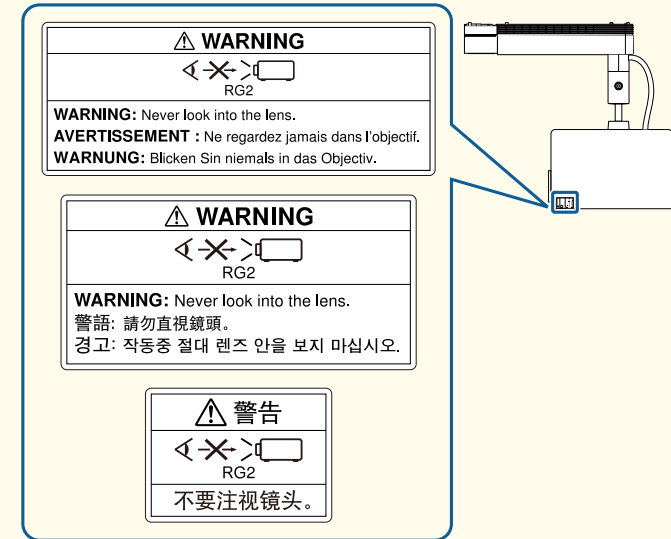 ⚠ WARNING
RG2
WARNING: Never look into the lens.
AVERTISSEMENT : Ne regardez jamais dans l'objectif.
WARNUNG: Blicken Sin niemals in das Objectiv.
⚠ WARNING
RG2
WARNING: Never look into the lens.
警語: 請勿直視鏡頭。
경고: 작동중 절대 렌즈 안을 보지 마십시오.
⚠ 警告
RG2
不要注视镜头。